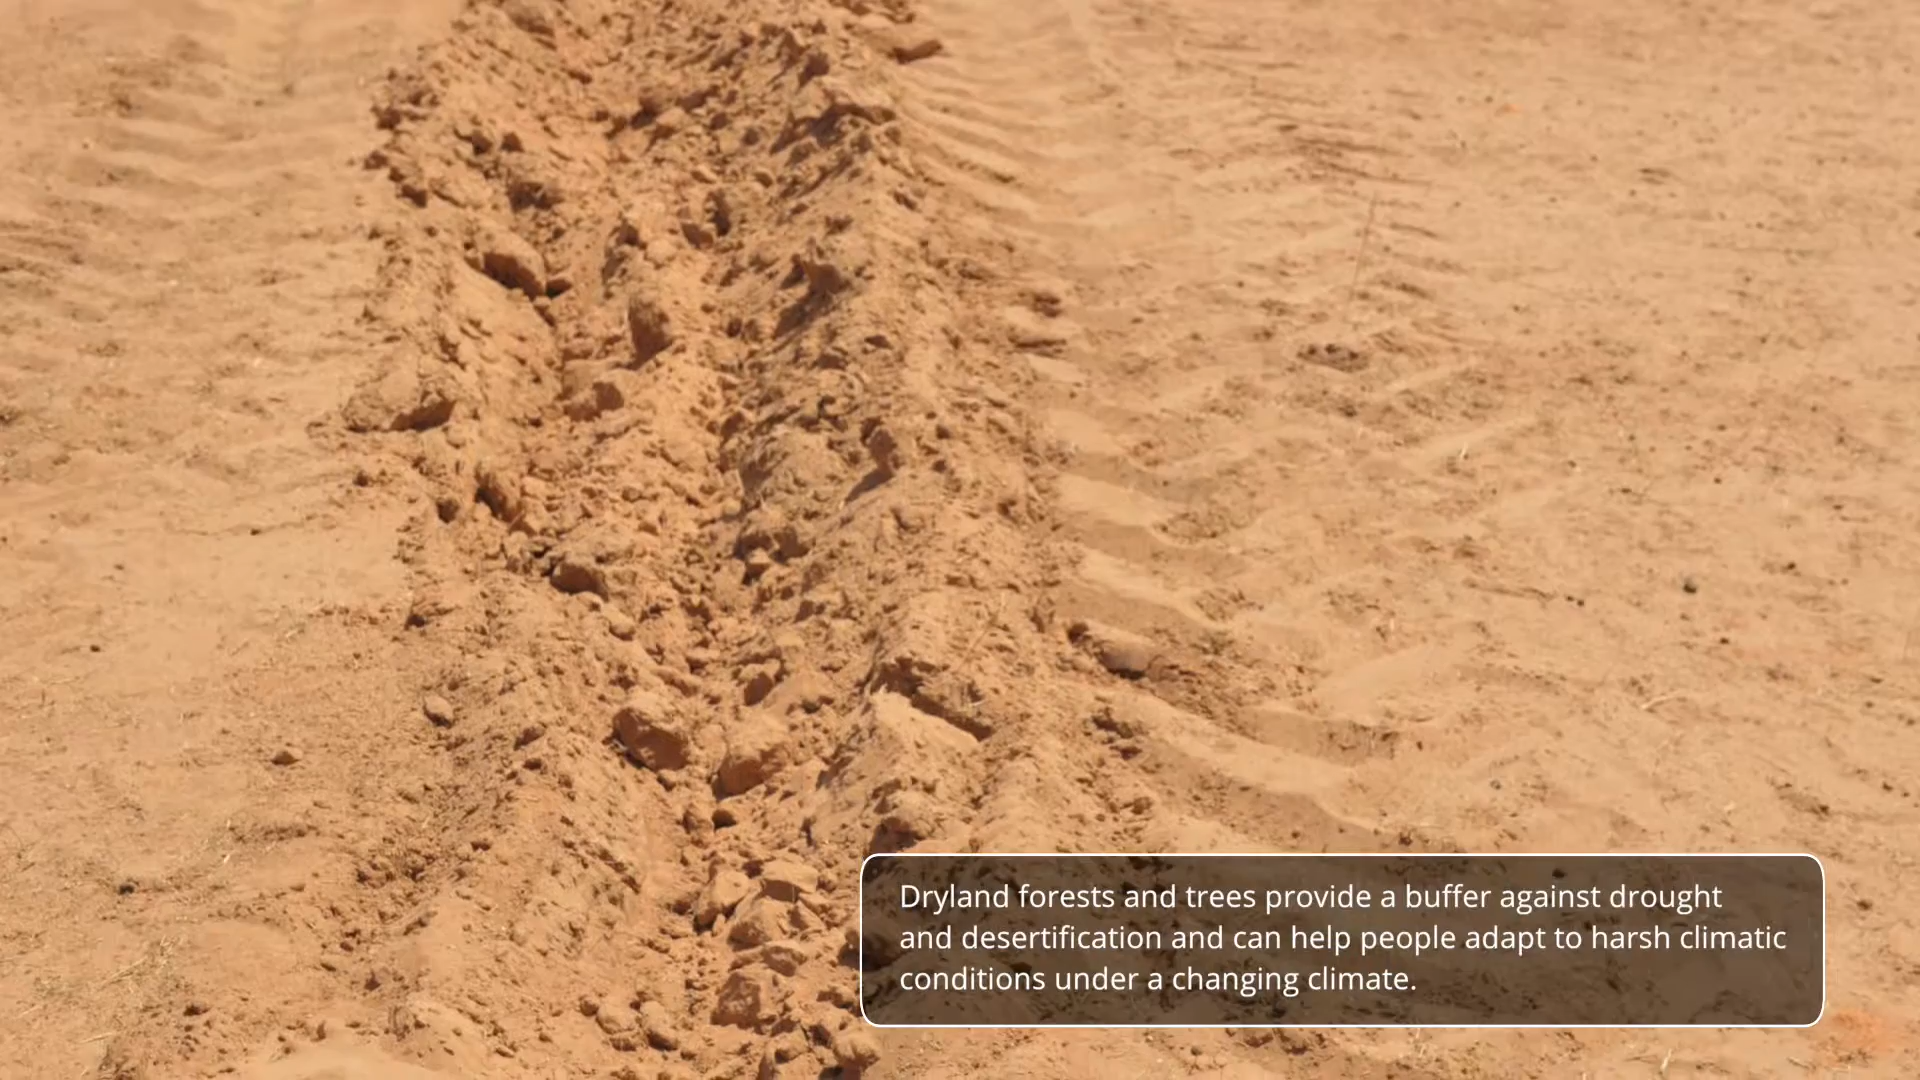 Dryland forests and trees provide a buffer against drought
and desertification and can help people adapt to harsh climatic
conditions under a changing climate.